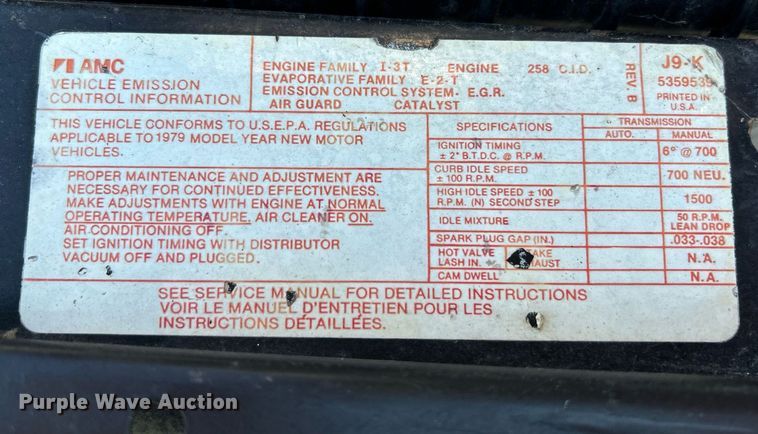 AMC
VEHICLE EMISSION
CONTROL INFORMATION
ENGINE FAMILY I-3T ENGINE 258 C.I.D.
EVAPORATIVE FAMILY E-2-T
EMISSION CONTROL SYSTEM- E.G.R.
AIR GUARD CATALYST
REV. B
J9-K
5359539
PRINTED IN
U.S.A.
THIS VEHICLE CONFORMS TO U.S.E.P.A. REGULATIONS
APPLICABLE TO 1979 MODEL YEAR NEW MOTOR
VEHICLES.
PROPER MAINTENANCE AND ADJUSTMENT ARE
NECESSARY FOR CONTINUED EFFECTIVENESS.
MAKE ADJUSTMENTS WITH ENGINE AT NORMAL
OPERATING TEMPERATURE, AIR CLEANER ON,
AIR CONDITIONING OFF.
SET IGNITION TIMING WITH DISTRIBUTOR
VACUUM OFF AND PLUGGED.
SPECIFICATIONS TRANSMISSION
AUTO. MANUAL
IGNITION TIMING
± 2° B.T.D.C. @ R.P.M. 6° @ 700
CURB IDLE SPEED
± 100 R.P.M. 700 NEU.
HIGH IDLE SPEED ± 100
R.P.M. (N) SECOND STEP 1500
IDLE MIXTURE 50 R.P.M.
LEAN DROP
SPARK PLUG GAP (IN.) .033-.038
HOT VALVE
LASH IN. N.A.
CAM DWELL N.A.
SEE SERVICE MANUAL FOR DETAILED INSTRUCTIONS
VOIR LE MANUEL D'ENTRETIEN POUR LES
INSTRUCTIONS DÉTAILLÉES.
Purple Wave Auction